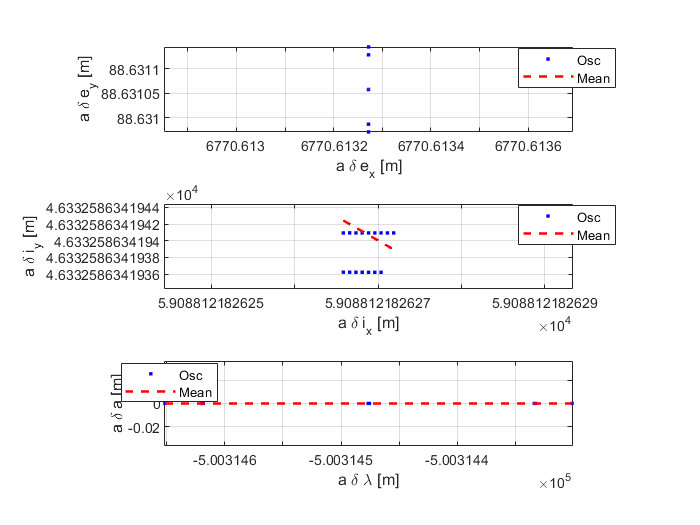 88.6311
88.63105
88.631
a δ e_y [m]
6770.613
6770.6132
6770.6134
6770.6136
a δ e_x [m]
Osc
Mean
×10^4
4.6332586341944
4.6332586341942
4.633258634194
4.6332586341938
4.6332586341936
a δ i_y [m]
5.908812182625
5.908812182627
5.908812182629
a δ i_x [m]
×10^4
Osc
Mean
Osc
Mean
a δ a [m]
0
-0.02
-5.003146
-5.003145
-5.003144
a δ λ [m]
×10^5